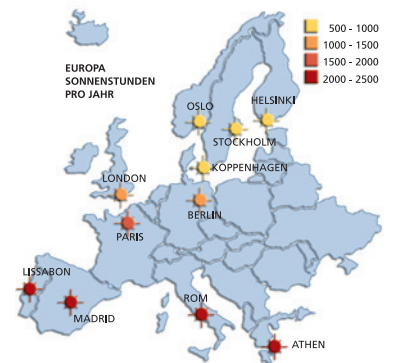 500 - 1000
1000 - 1500
1500 - 2000
2000 - 2500
EUROPA
SONNENSTUNDEN
PRO JAHR
OSLO
HELSINKI
STOCKHOLM
KOPPENHAGEN
LONDON
BERLIN
PARIS
LISSABON
MADRID
ROM
ATHEN